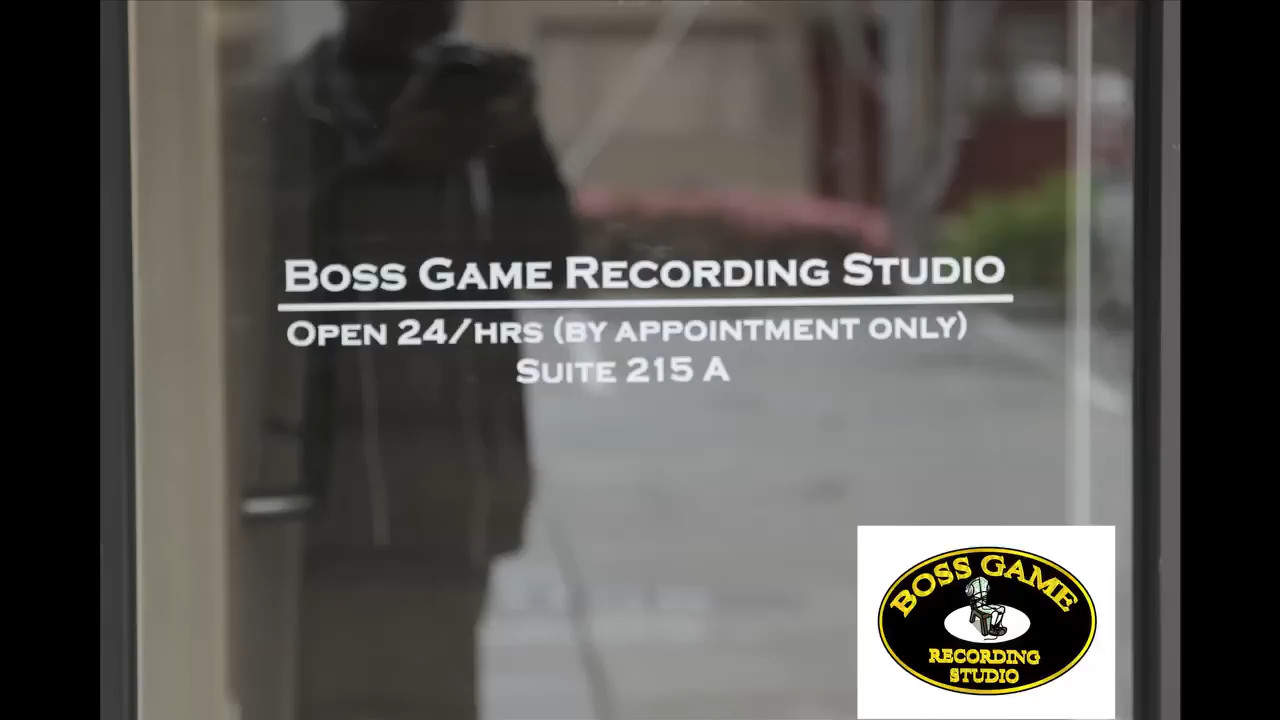 BOSS GAME RECORDING STUDIO
OPEN 24/HRS (BY APPOINTMENT ONLY)
SUITE 215 A
BOSS GAME
RECORDING
STUDIO